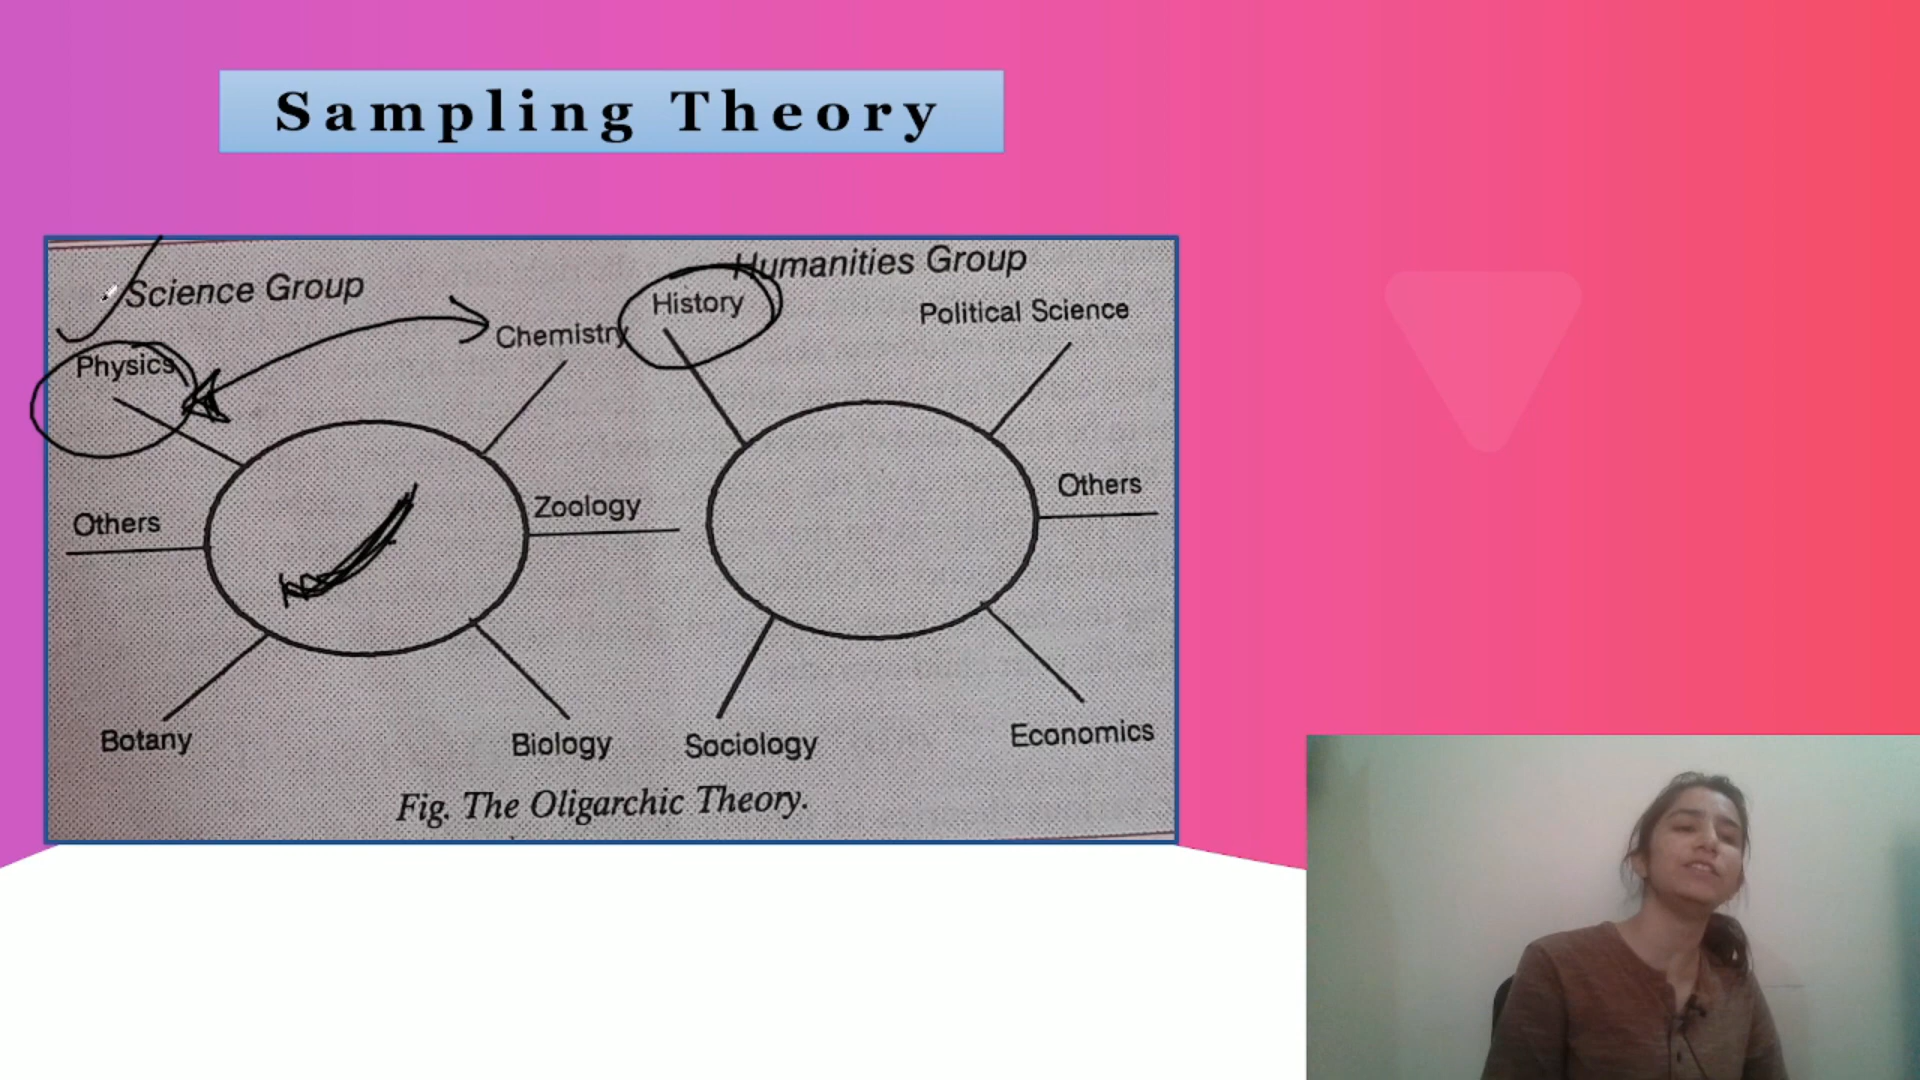 Sampling Theory
Science Group
Humanities Group
Physics
Chemistry
History
Political Science
Others
Zoology
Others
Botany
Biology
Sociology
Economics
Fig. The Oligarchic Theory.